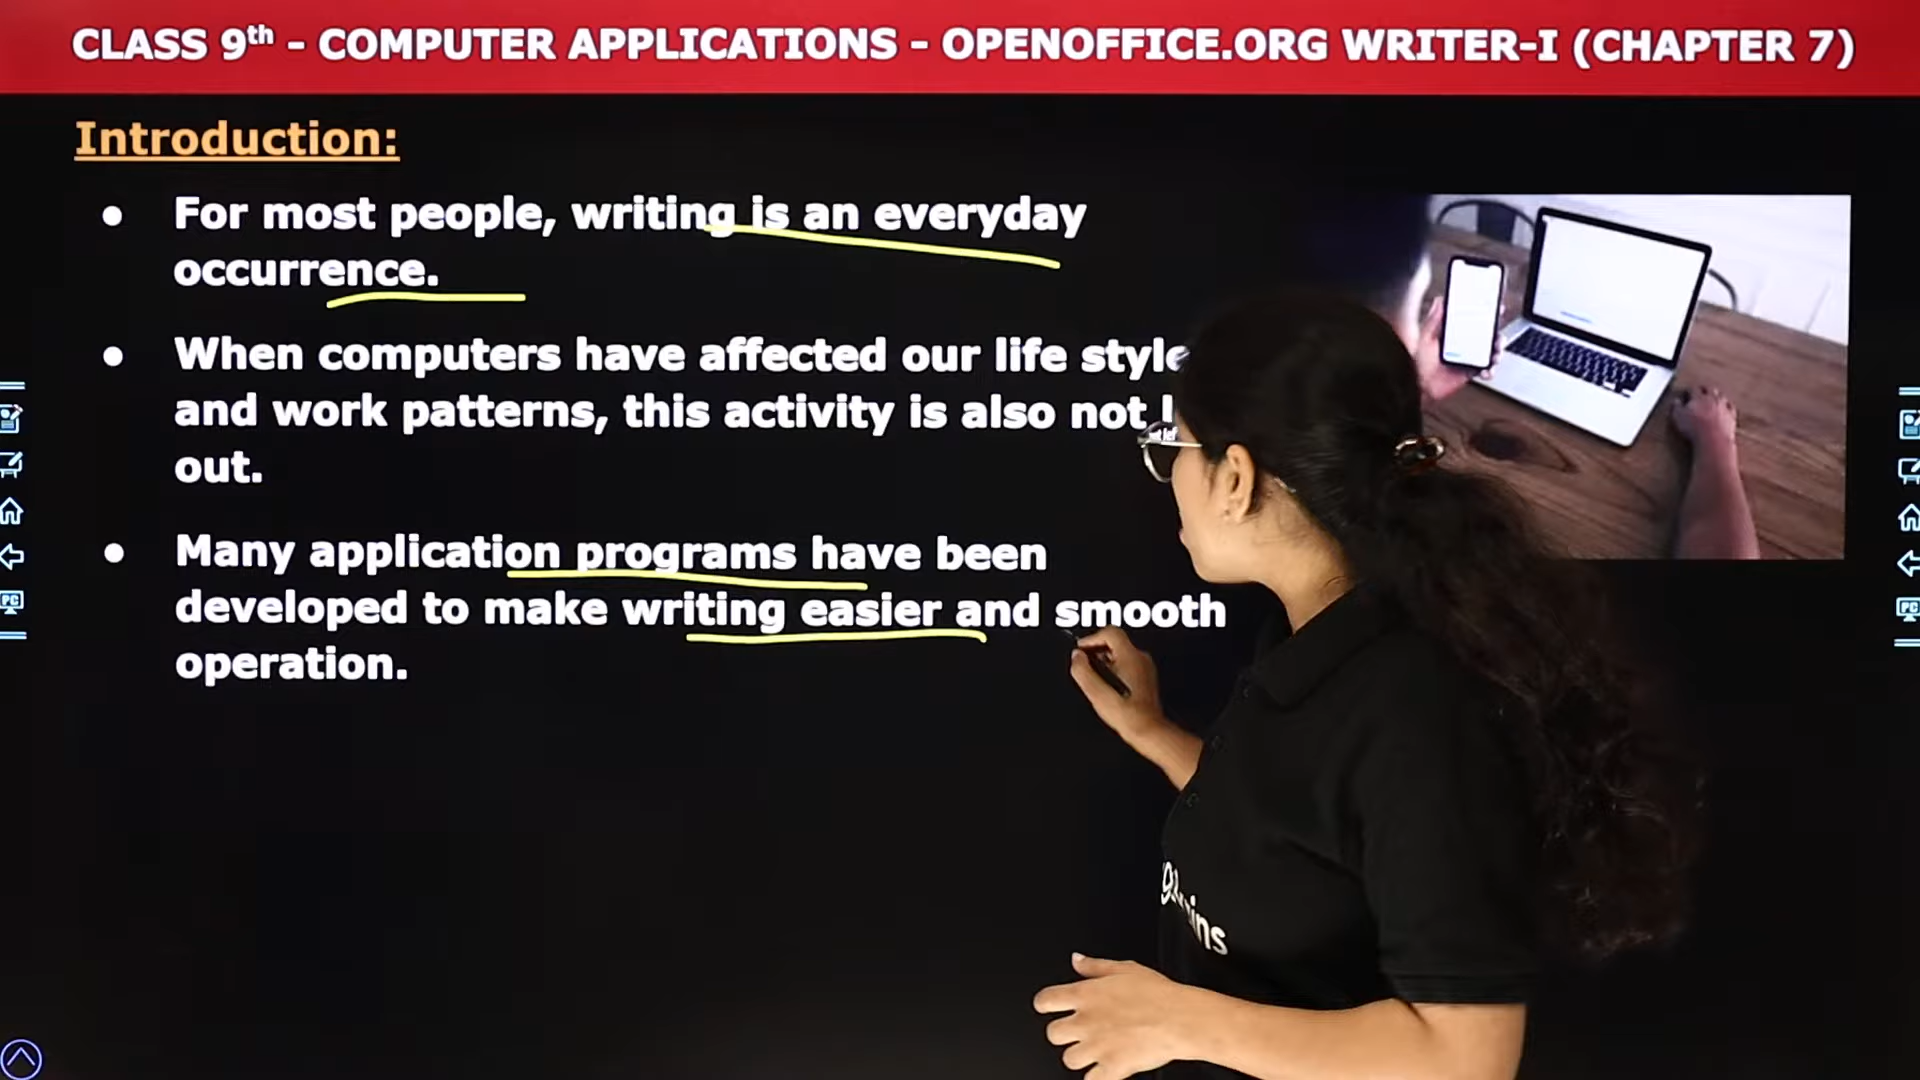 CLASS 9th - COMPUTER APPLICATIONS - OPENOFFICE.ORG WRITER-I (CHAPTER 7)
Introduction:
● For most people, writing is an everyday
occurrence.
● When computers have affected our life style
and work patterns, this activity is also not
out.
● Many application programs have been
developed to make writing easier and smooth
operation.
PC
PC